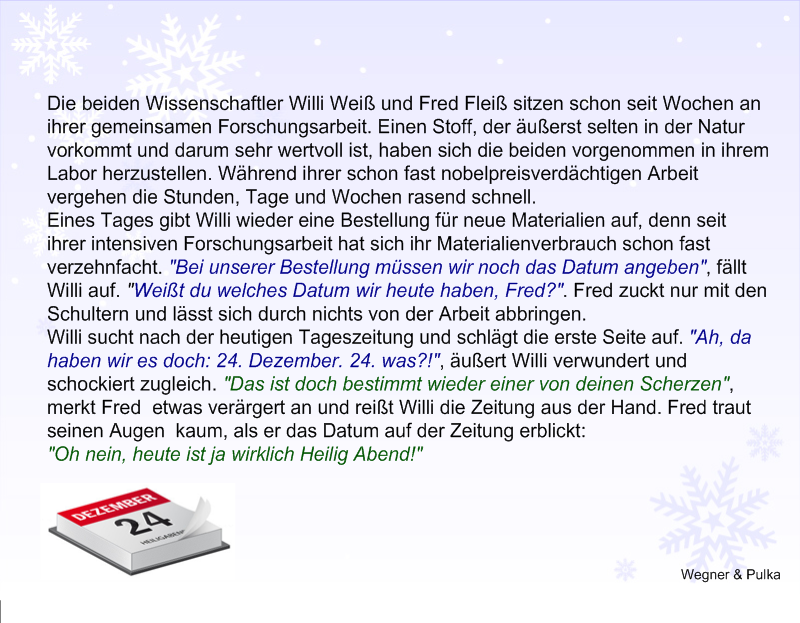 Die beiden Wissenschaftler Willi Weiß und Fred Fleiß sitzen schon seit Wochen an
ihrer gemeinsamen Forschungsarbeit. Einen Stoff, der äußerst selten in der Natur
vorkommt und darum sehr wertvoll ist, haben sich die beiden vorgenommen in ihrem
Labor herzustellen. Während ihrer schon fast nobelpreisverdächtigen Arbeit
vergehen die Stunden, Tage und Wochen rasend schnell.
Eines Tages gibt Willi wieder eine Bestellung für neue Materialien auf, denn seit
ihrer intensiven Forschungsarbeit hat sich ihr Materialienverbrauch schon fast
verzehnfacht. "Bei unserer Bestellung müssen wir noch das Datum angeben", fällt
Willi auf. "Weißt du welches Datum wir heute haben, Fred?". Fred zuckt nur mit den
Schultern und lässt sich durch nichts von der Arbeit abbringen.
Willi sucht nach der heutigen Tageszeitung und schlägt die erste Seite auf. "Ah, da
haben wir es doch: 24. Dezember. 24. was?!", äußert Willi verwundert und
schockiert zugleich. "Das ist doch bestimmt wieder einer von deinen Scherzen",
merkt Fred  etwas verärgert an und reißt Willi die Zeitung aus der Hand. Fred traut
seinen Augen  kaum, als er das Datum auf der Zeitung erblickt:
"Oh nein, heute ist ja wirklich Heilig Abend!"
DEZEMBER
24
HEILIGABEND
Wegner & Pulka